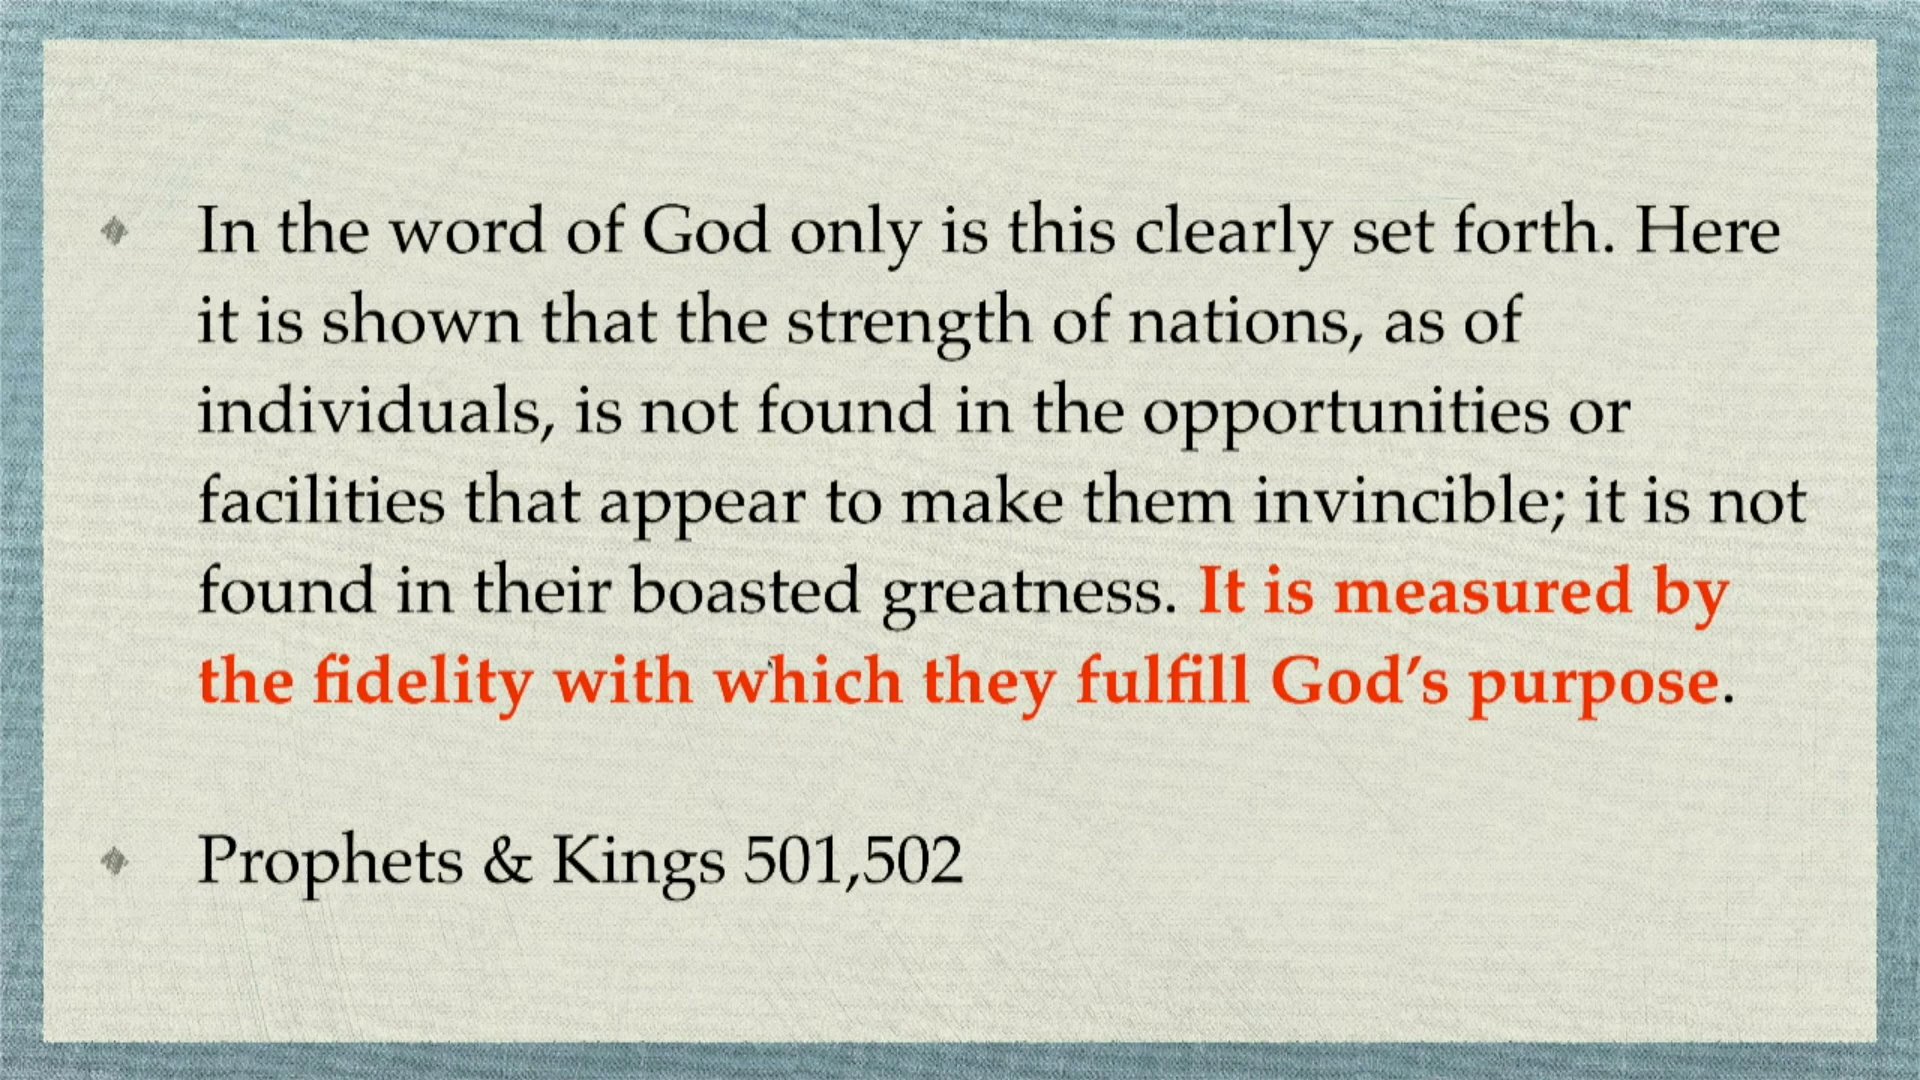 In the word of God only is this clearly set forth. Here
it is shown that the strength of nations, as of
individuals, is not found in the opportunities or
facilities that appear to make them invincible; it is not
found in their boasted greatness. It is measured by
the fidelity with which they fulfill God’s purpose.
Prophets & Kings 501,502